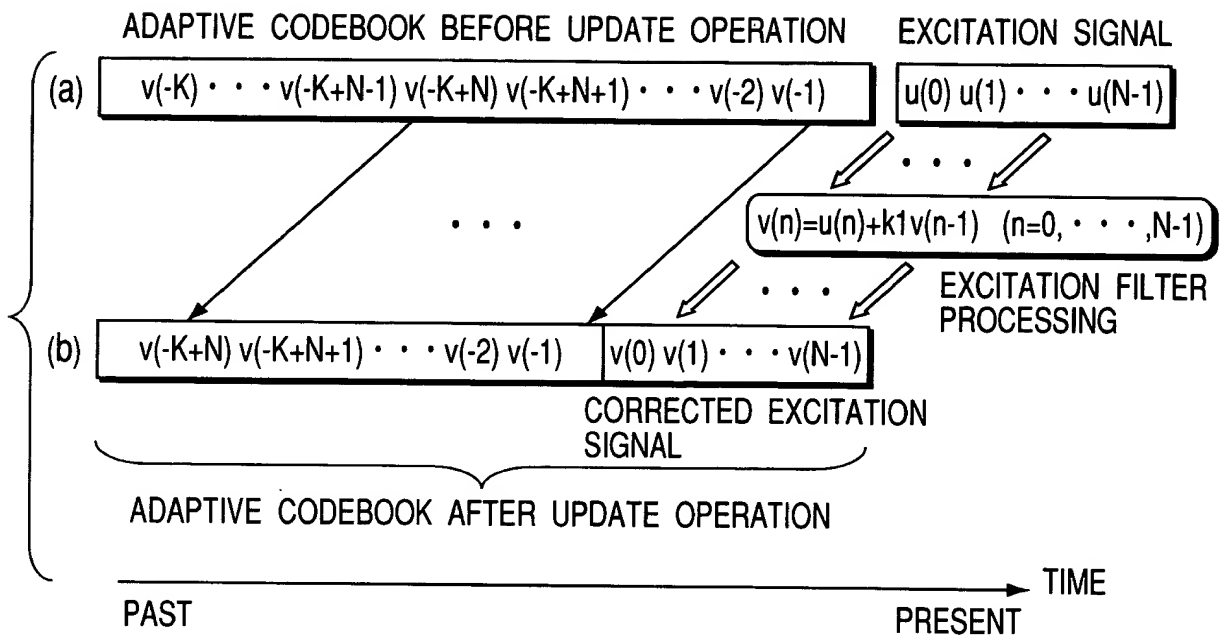 ADAPTIVE CODEBOOK BEFORE UPDATE OPERATION
EXCITATION SIGNAL
(a)
v(-K) · · · v(-K+N-1) v(-K+N) v(-K+N+1) · · · v(-2) v(-1)
u(0) u(1) · · · u(N-1)
v(n)=u(n)+k1v(n-1) (n=0, · · · ,N-1)
EXCITATION FILTER
PROCESSING
(b)
v(-K+N) v(-K+N+1) · · · v(-2) v(-1)
v(0) v(1) · · · v(N-1)
CORRECTED EXCITATION
SIGNAL
ADAPTIVE CODEBOOK AFTER UPDATE OPERATION
TIME
PAST
PRESENT